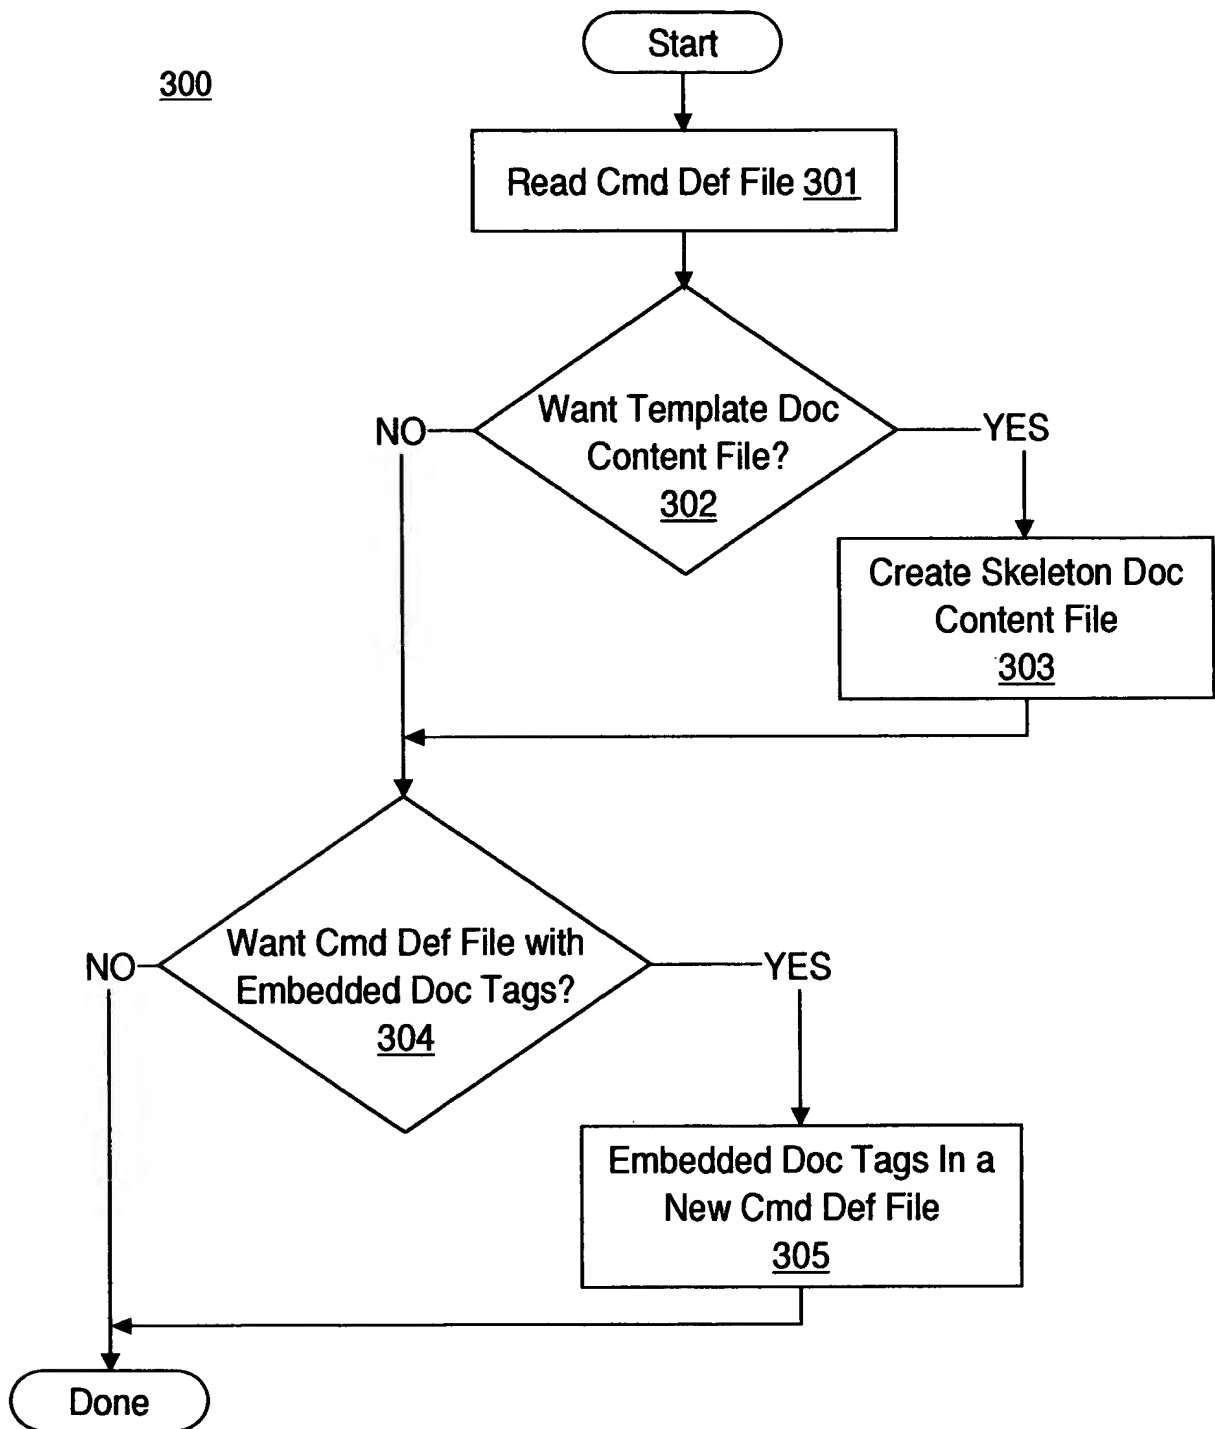 Start
300
Read Cmd Def File 301
Want Template Doc
Content File?
302
NO
YES
Create Skeleton Doc
Content File
303
Want Cmd Def File with
Embedded Doc Tags?
304
NO
YES
Embedded Doc Tags In a
New Cmd Def File
305
Done